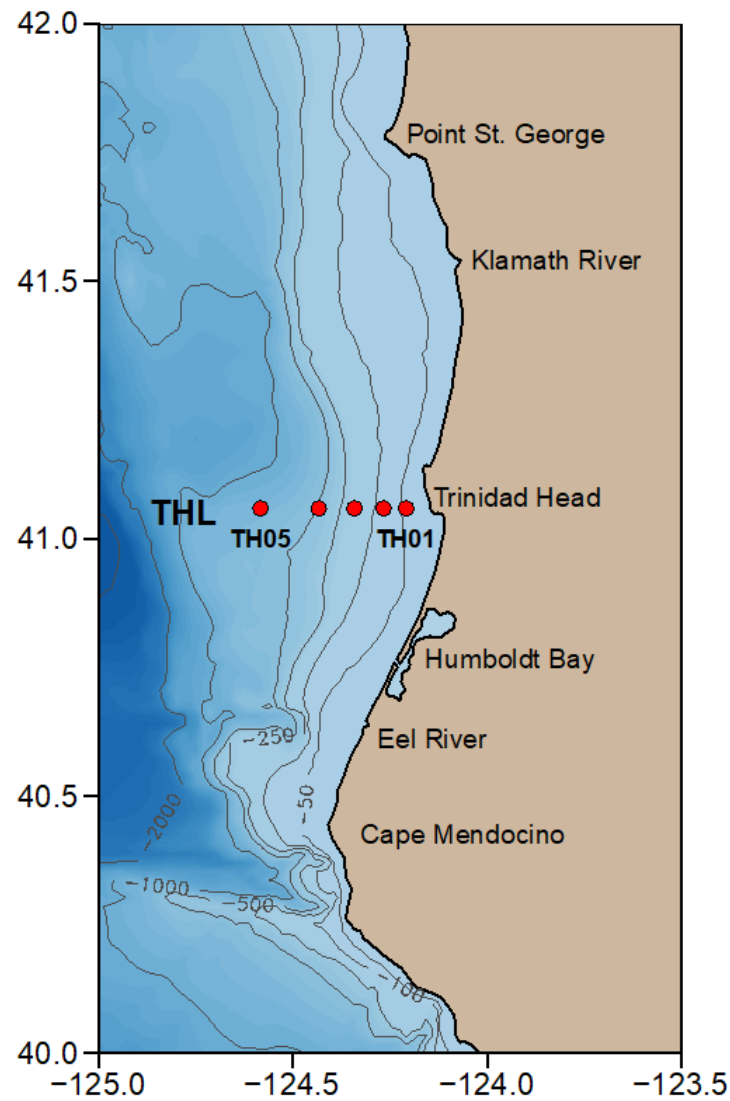 42.0
Point St. George
Klamath River
41.5
Trinidad Head
THL
TH05
TH01
41.0
Humboldt Bay
Eel River
−250
40.5
−50
−2000
Cape Mendocino
−1000
−500
−100
40.0
−125.0
−124.5
−124.0
−123.5